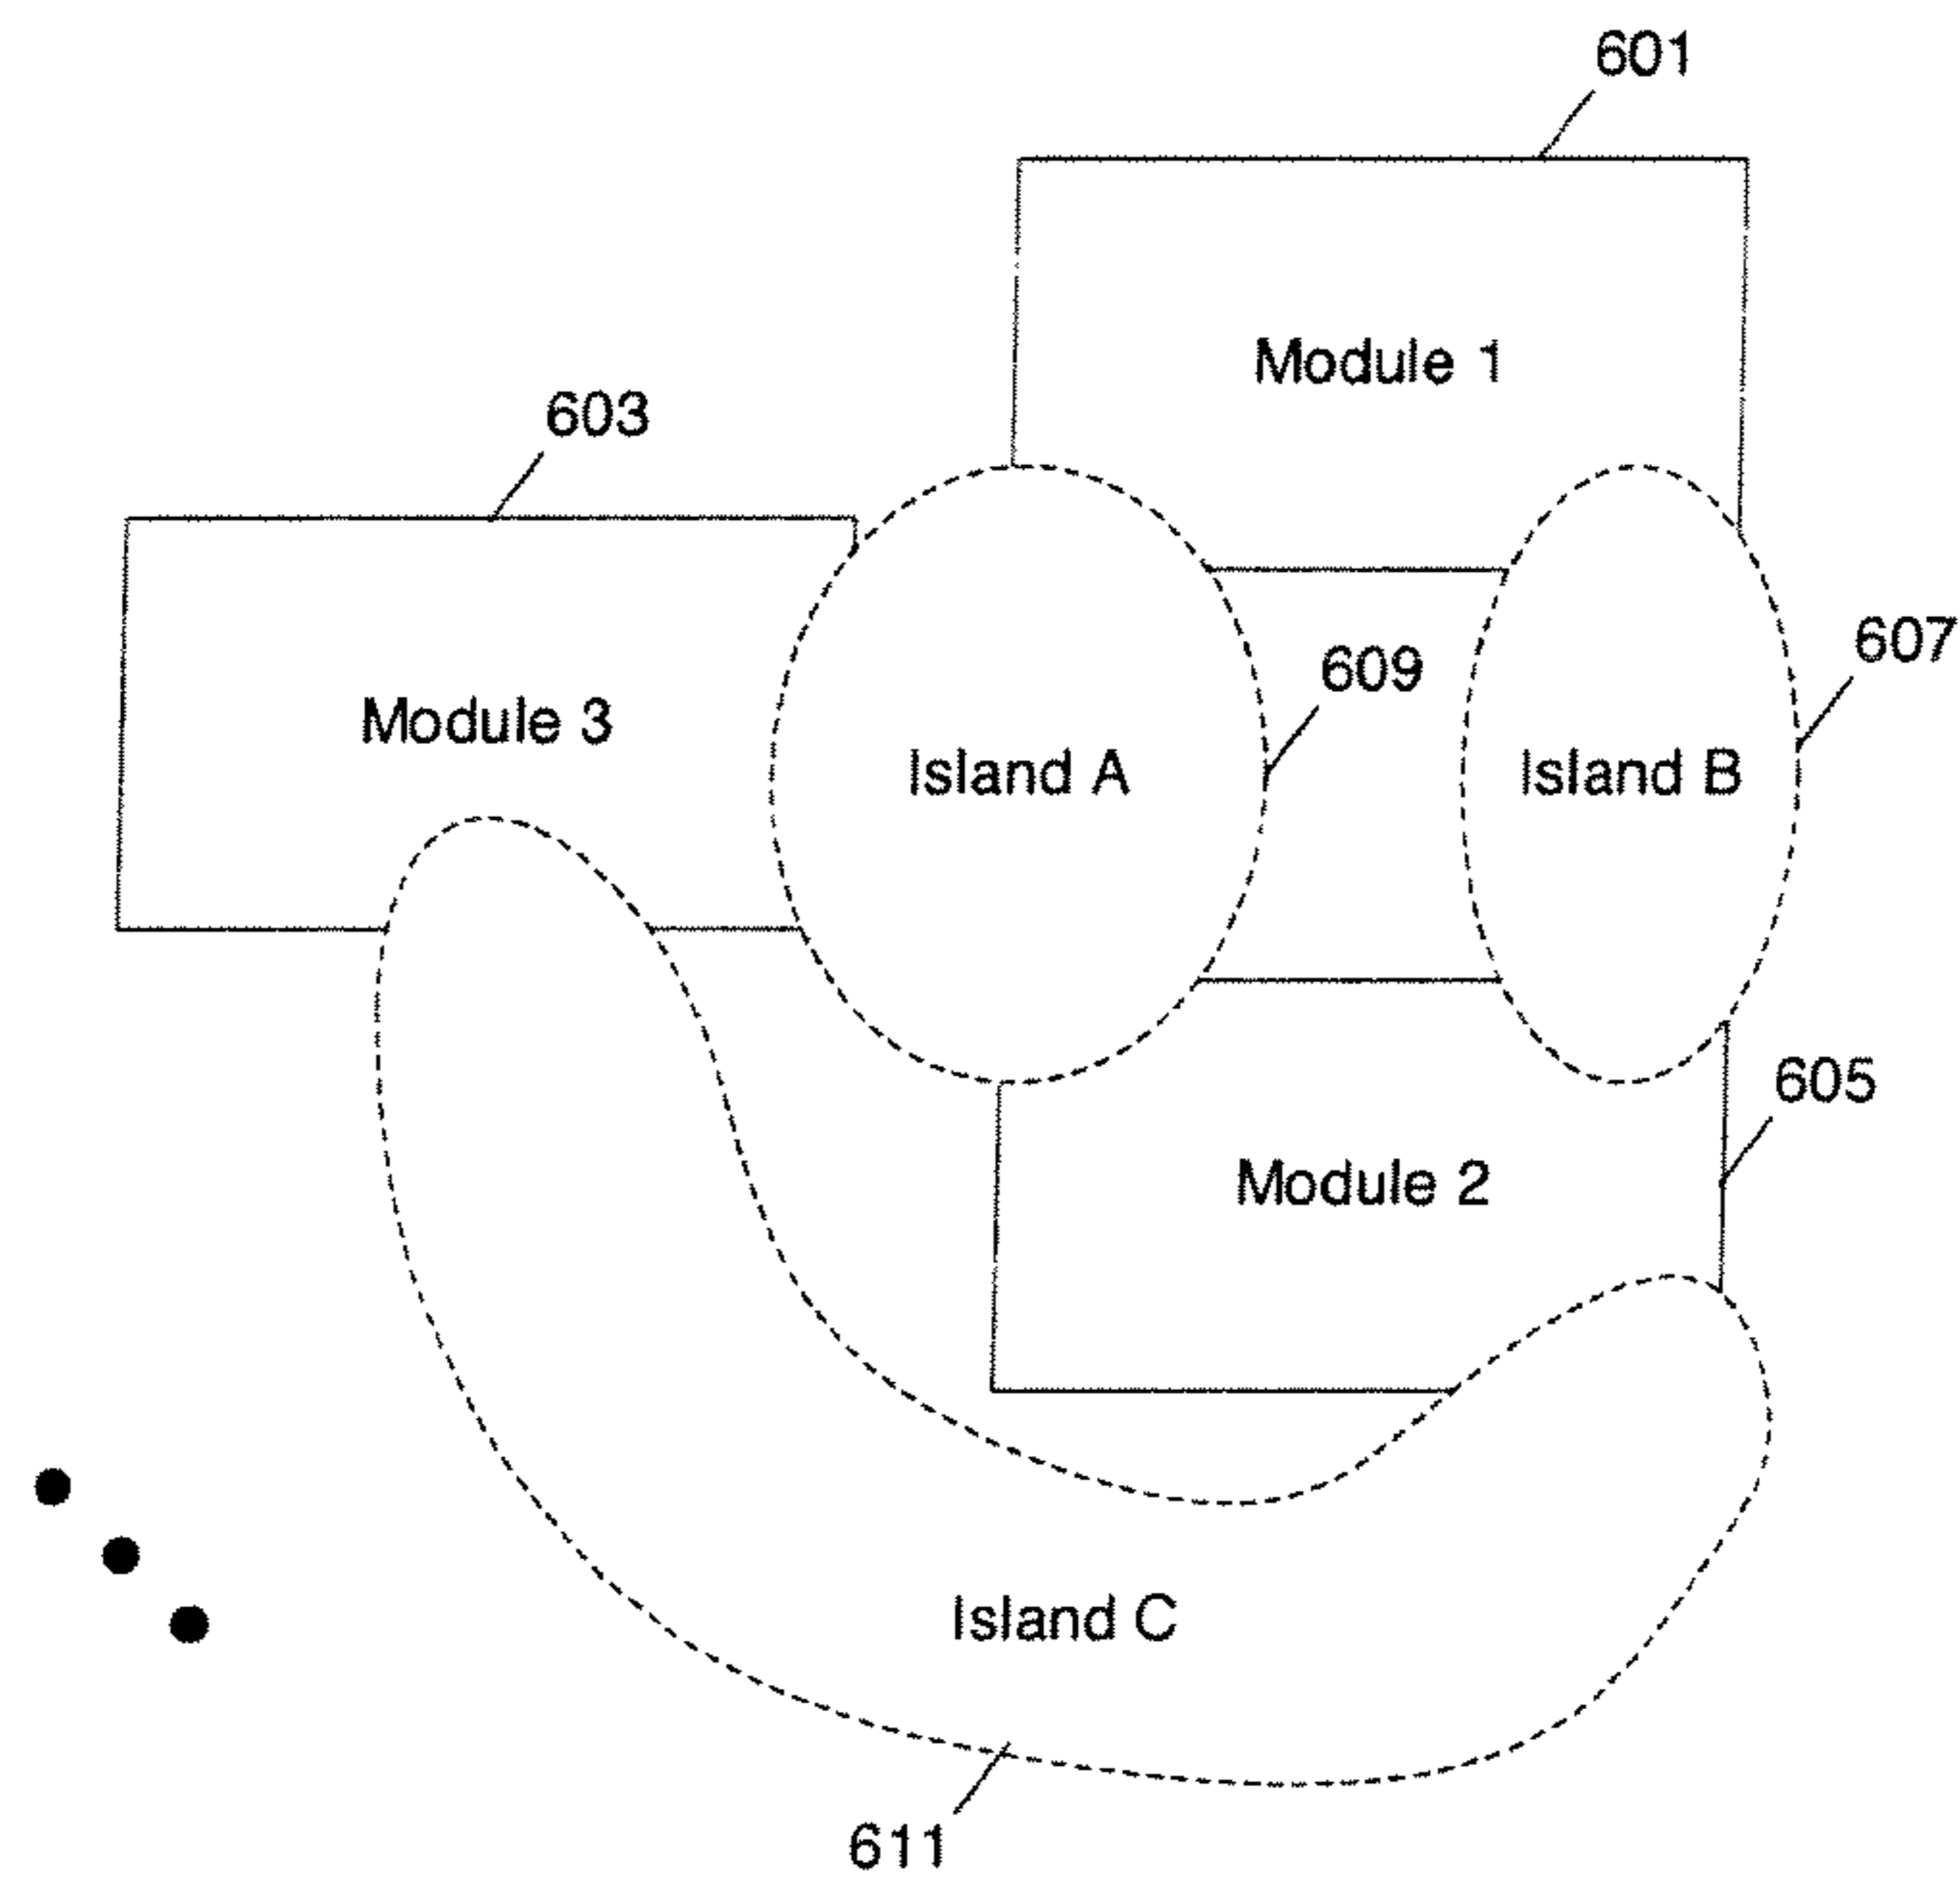 601
Module 1
603
607
609
Module 3
Island A
Island B
605
Module 2
Island C
611